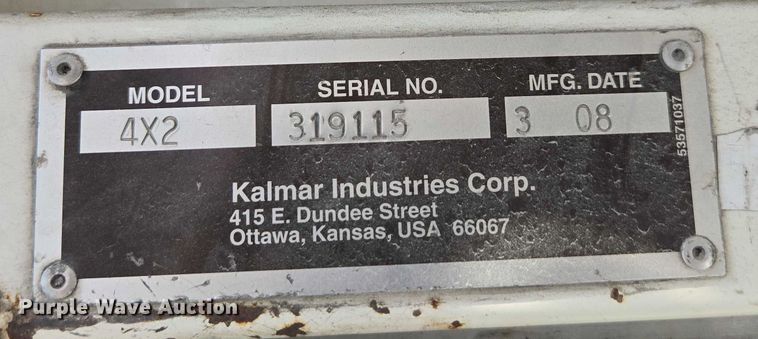 MODEL SERIAL NO. MFG. DATE
4X2 319115 3 08
53571037
Kalmar Industries Corp.
415 E. Dundee Street
Ottawa, Kansas, USA 66067
Purple Wave Auction